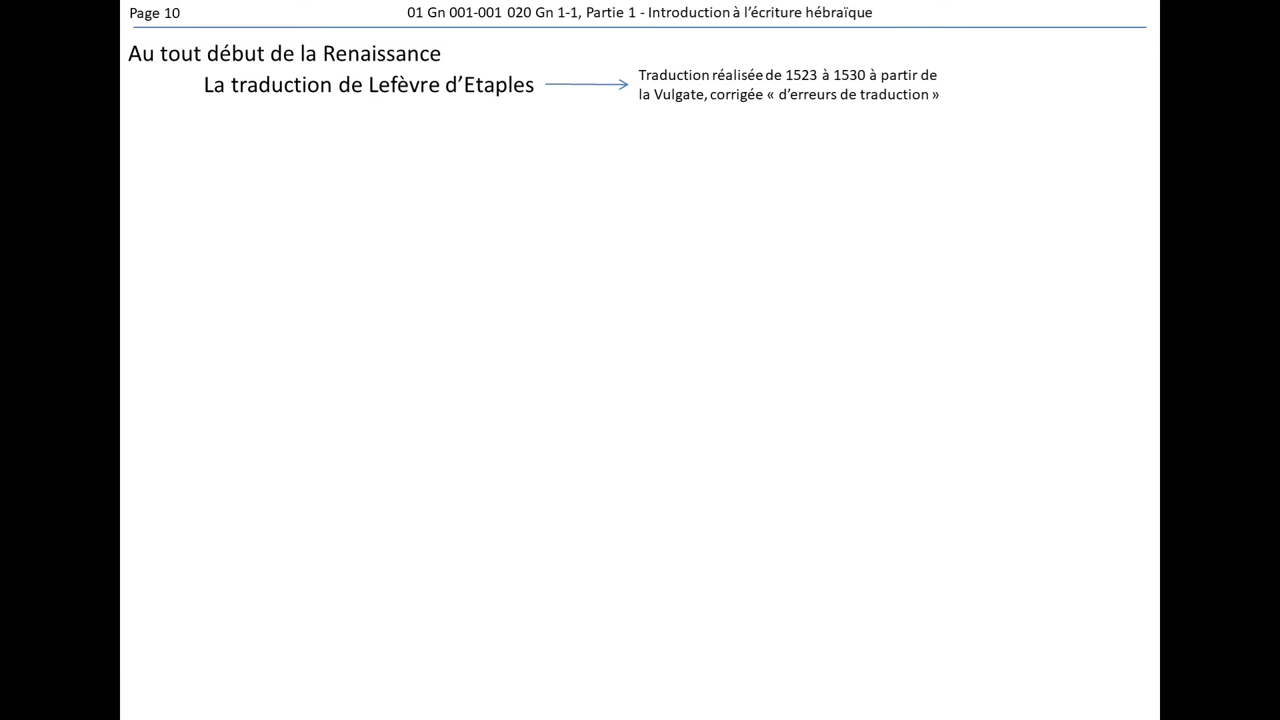 Page 10
01 Gn 001-001 020 Gn 1-1, Partie 1 - Introduction à l’écriture hébraïque
Au tout début de la Renaissance
La traduction de Lefèvre d’Etaples
Traduction réalisée de 1523 à 1530 à partir de
la Vulgate, corrigée « d’erreurs de traduction »